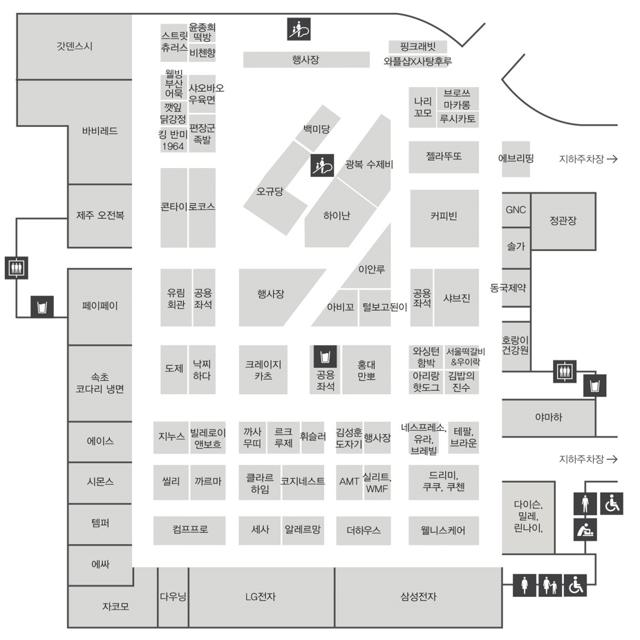 갓덴스시
스트릿
츄러스
윤종희
떡방
비첸향
행사장
핑크래빗
와플샵X사탕후루
웰빙
부산
어묵
샤오바오
우육면
깻잎
닭강정
킹 반미
1964
편장군
족발
바비레드
백미당
나리
꼬모
브로쓰
마카롱
루시카토
광복 수제비
젤라뚜또
에브리띵
지하주차장 →
제주 오전복
콘타이
로코스
오규당
하이난
커피빈
GNC
정관장
솔가
이안루
동국제약
페이페이
유림
회관
공용
좌석
행사장
아비꼬
털보고된이
공용
좌석
샤브진
호랑이
건강원
속초
코다리 냉면
도제
낙찌
하다
크레이지
카츠
공용
좌석
홍대
만뽀
와싱턴
함박
서울떡갈비
&우이락
아리랑
핫도그
김밥의
진수
야마하
에이스
지누스
빌레로이
앤보흐
까사
무띠
르크
루제
휘슬러
김성훈
도자기
행사장
네스프레소,
유라,
브레빌
테팔,
브라운
지하주차장 →
시몬스
씰리
까르마
클라르
하임
코지네스트
AMT
실리트,
WMF
드리미,
쿠쿠, 쿠첸
다이슨,
밀레,
린나이,
템퍼
컴프프로
세사
알레르망
더하우스
웰니스케어
에싸
자코모
다우닝
LG전자
삼성전자